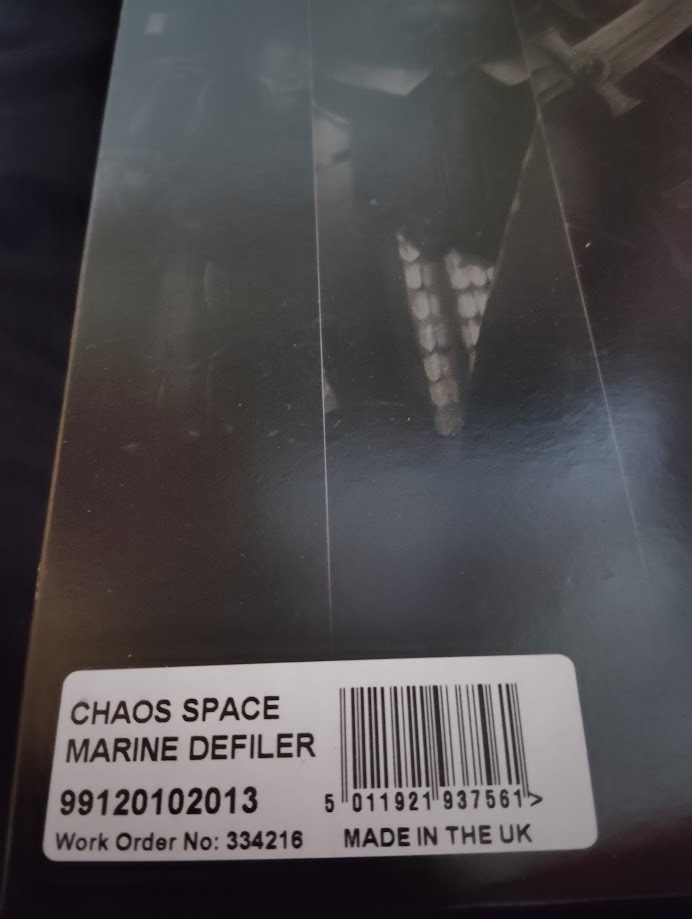 CHAOS SPACE
MARINE DEFILER
99120102013
Work Order No: 334216
5 011921 937561 >
MADE IN THE UK